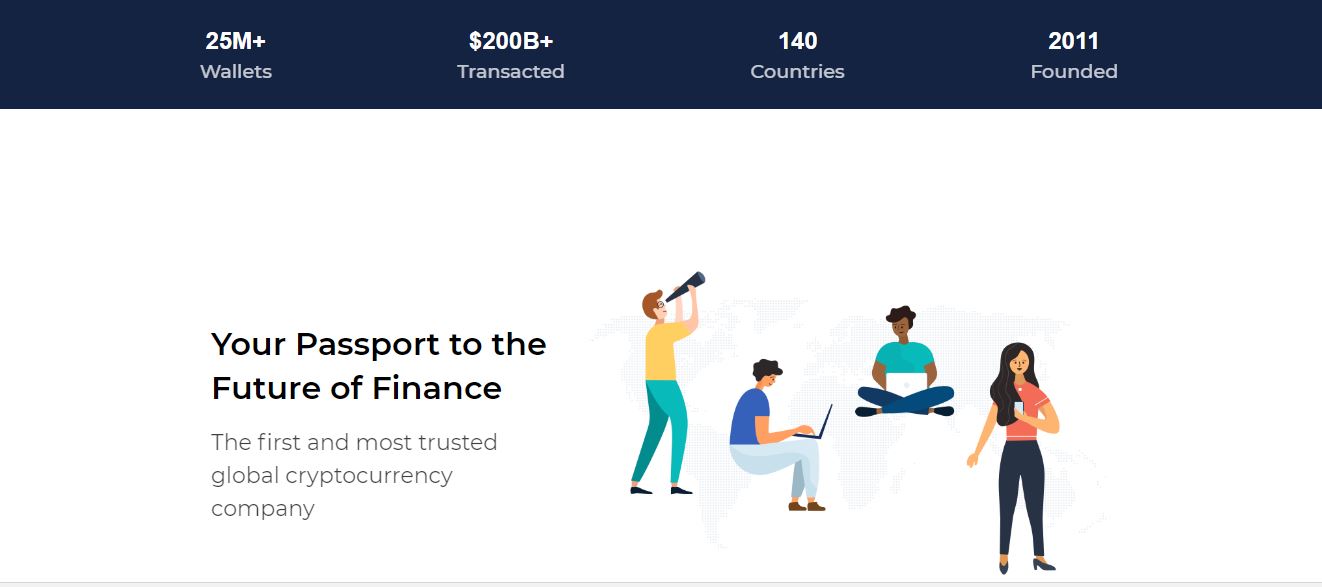 25M+ $200B+ 140 2011
Wallets Transacted Countries Founded
Your Passport to the
Future of Finance
The first and most trusted
global cryptocurrency
company